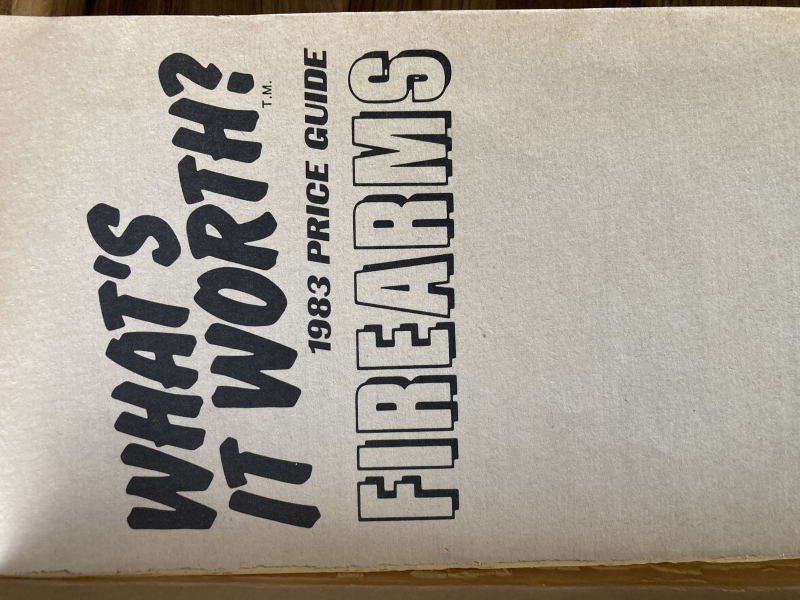 WHAT'S
IT WORTH?
T.M.
1983 PRICE GUIDE
FIREARMS